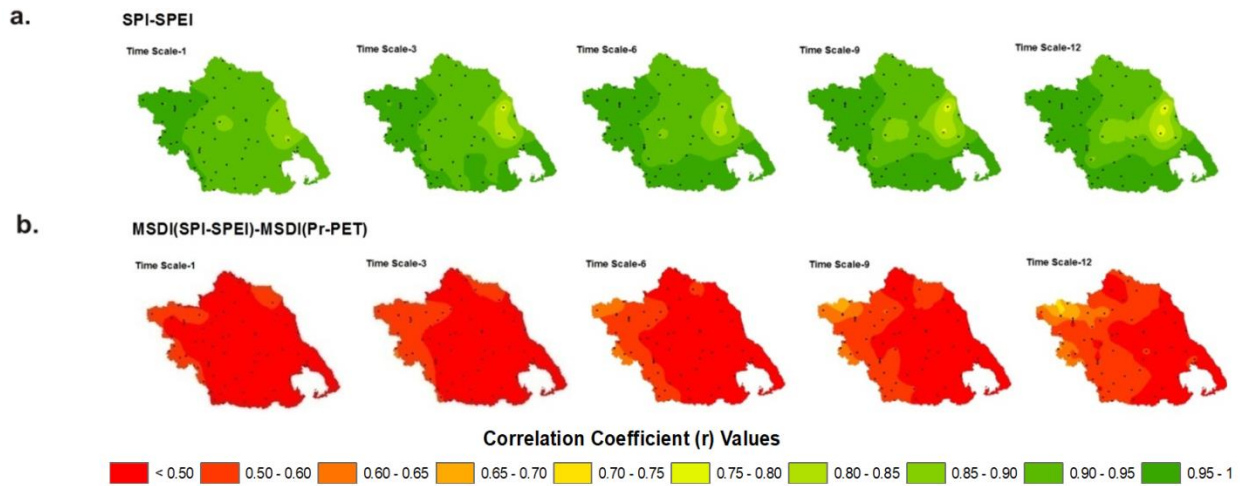 a.
SPI-SPEI
Time Scale-1
Time Scale-3
Time Scale-6
Time Scale-9
Time Scale-12
b.
MSDI(SPI-SPEI)-MSDI(Pr-PET)
Time Scale-1
Time Scale-3
Time Scale-6
Time Scale-9
Time Scale-12
Correlation Coefficient (r) Values
< 0.50 0.50 - 0.60 0.60 - 0.65 0.65 - 0.70 0.70 - 0.75 0.75 - 0.80 0.80 - 0.85 0.85 - 0.90 0.90 - 0.95 0.95 - 1